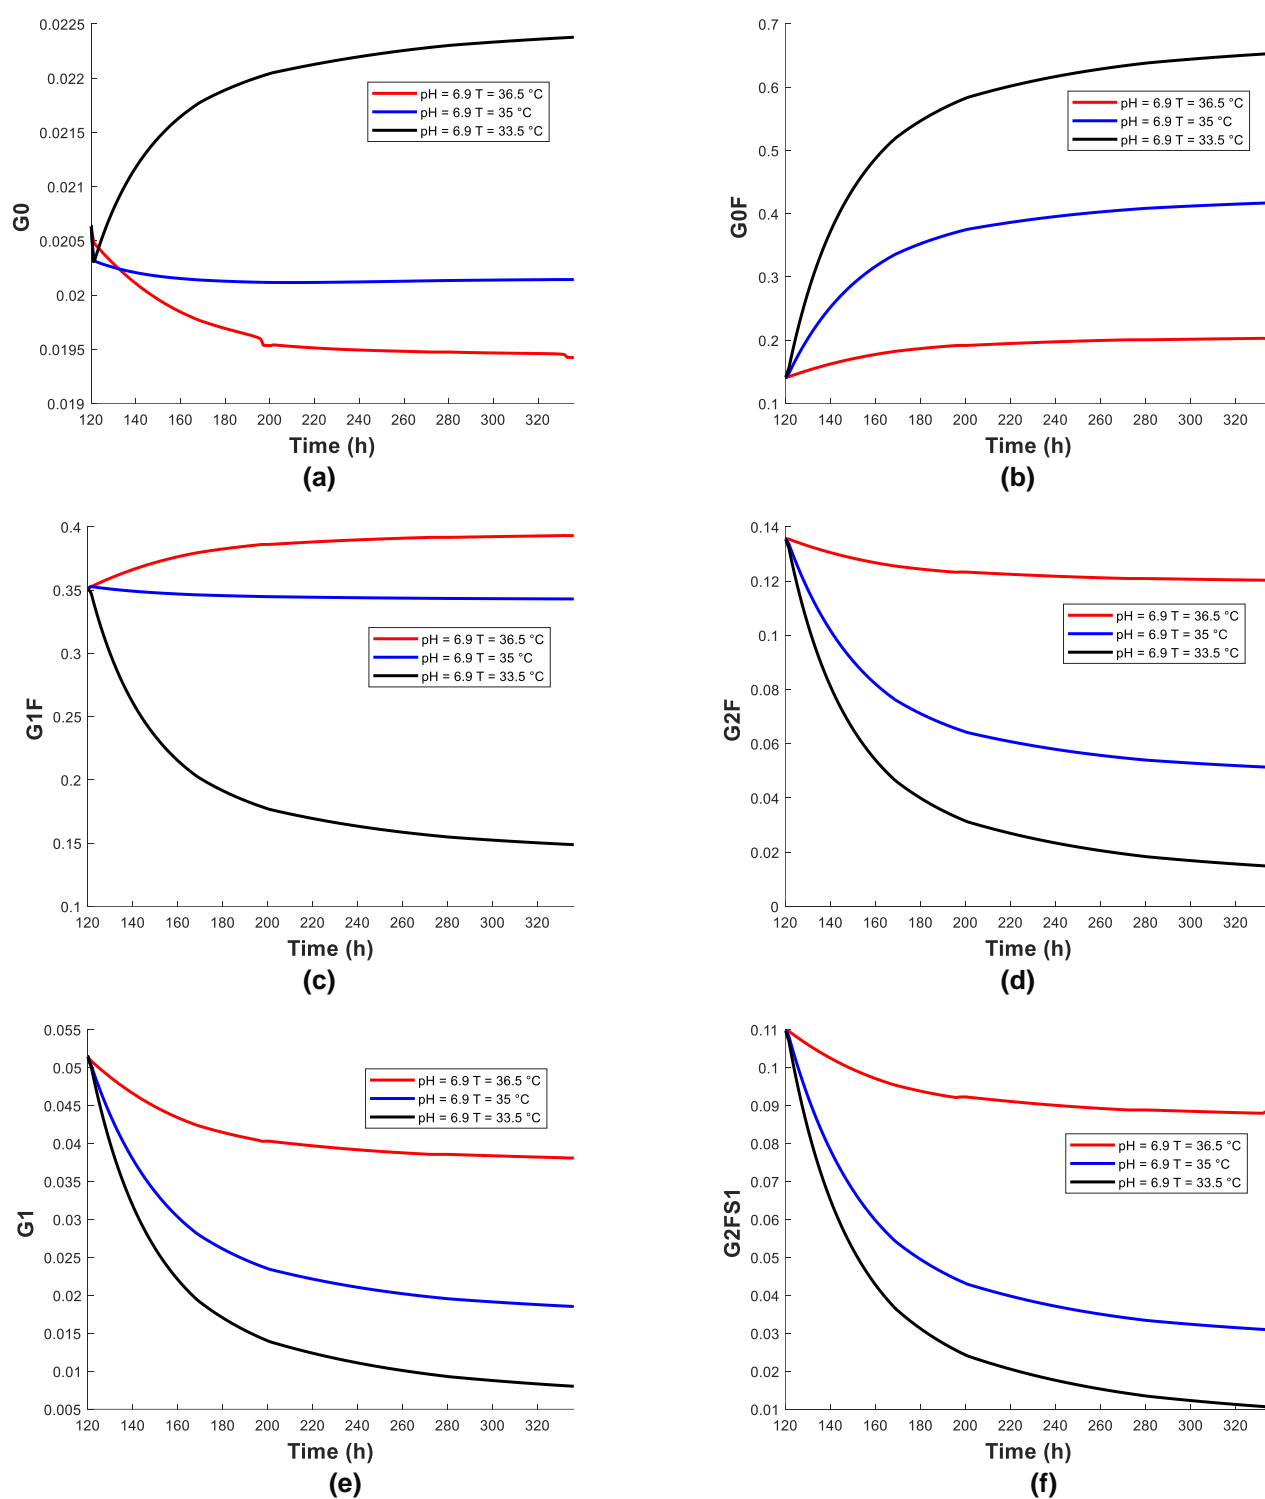 0.0225
0.022
0.0215
0.021
0.0205
0.02
0.0195
0.019
G0
pH = 6.9 T = 36.5 °C
pH = 6.9 T = 35 °C
pH = 6.9 T = 33.5 °C
120 140 160 180 200 220 240 260 280 300 320
Time (h)
(a)
0.7
0.6
0.5
0.4
0.3
0.2
0.1
G0F
pH = 6.9 T = 36.5 °C
pH = 6.9 T = 35 °C
pH = 6.9 T = 33.5 °C
120 140 160 180 200 220 240 260 280 300 320
Time (h)
(b)
0.4
0.35
0.3
0.25
0.2
0.15
0.1
G1F
pH = 6.9 T = 36.5 °C
pH = 6.9 T = 35 °C
pH = 6.9 T = 33.5 °C
120 140 160 180 200 220 240 260 280 300 320
Time (h)
(c)
0.14
0.12
0.1
0.08
0.06
0.04
0.02
0
G2F
pH = 6.9 T = 36.5 °C
pH = 6.9 T = 35 °C
pH = 6.9 T = 33.5 °C
120 140 160 180 200 220 240 260 280 300 320
Time (h)
(d)
0.055
0.05
0.045
0.04
0.035
0.03
0.025
0.02
0.015
0.01
0.005
G1
pH = 6.9 T = 36.5 °C
pH = 6.9 T = 35 °C
pH = 6.9 T = 33.5 °C
120 140 160 180 200 220 240 260 280 300 320
Time (h)
(e)
0.11
0.1
0.09
0.08
0.07
0.06
0.05
0.04
0.03
0.02
0.01
G2FS1
pH = 6.9 T = 36.5 °C
pH = 6.9 T = 35 °C
pH = 6.9 T = 33.5 °C
120 140 160 180 200 220 240 260 280 300 320
Time (h)
(f)